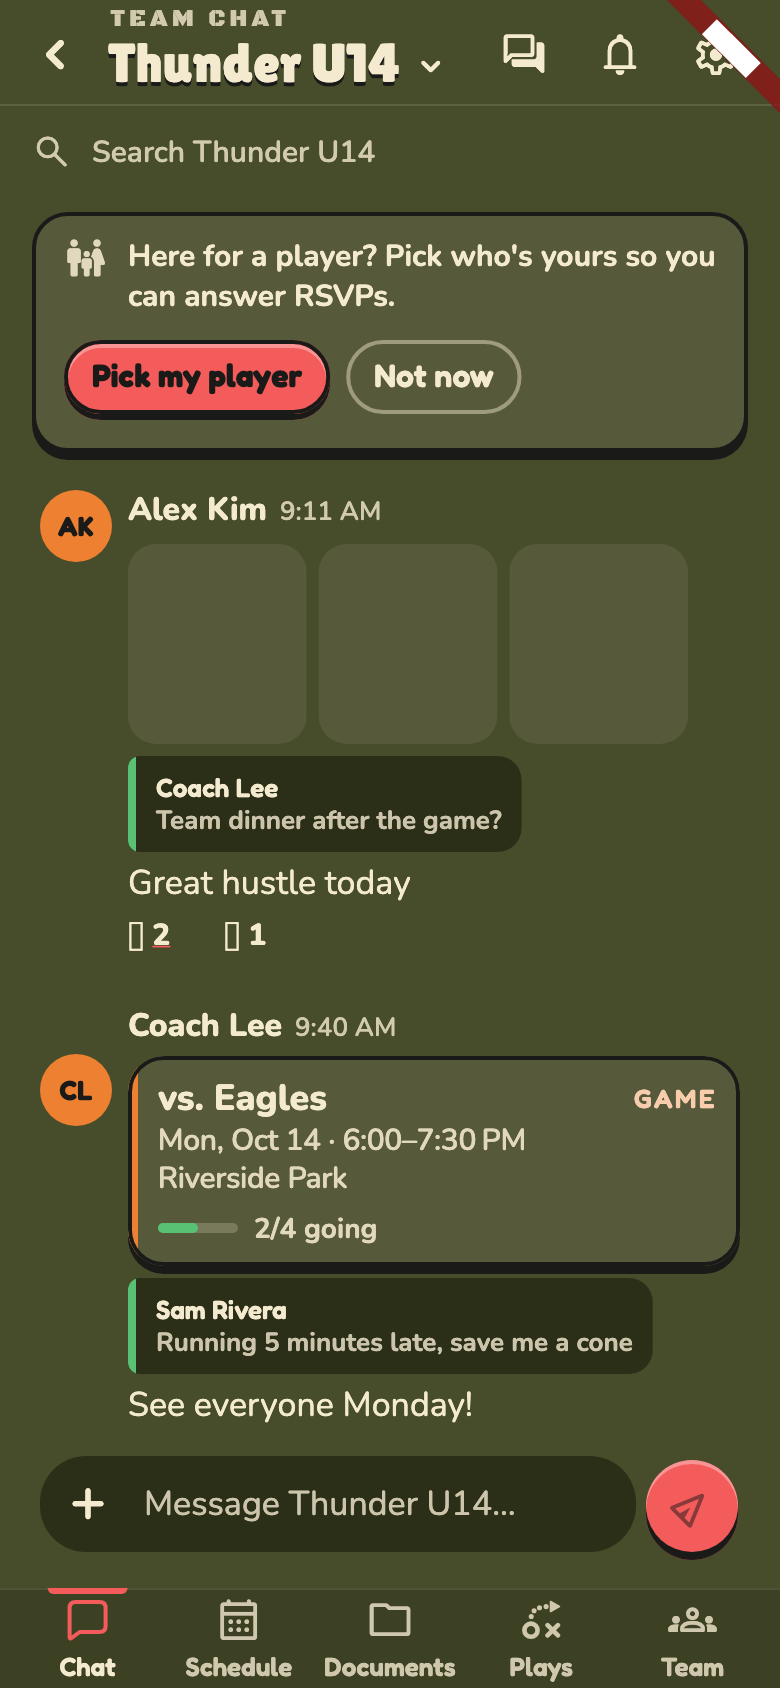 TEAM CHAT
Thunder U14
Search Thunder U14
Here for a player? Pick who's yours so you
can answer RSVPs.
Pick my player
Not now
AK
Alex Kim 9:11 AM
Coach Lee
Team dinner after the game?
Great hustle today
2 1
Coach Lee 9:40 AM
CL
vs. Eagles
GAME
Mon, Oct 14 · 6:00–7:30 PM
Riverside Park
2/4 going
Sam Rivera
Running 5 minutes late, save me a cone
See everyone Monday!
Message Thunder U14...
Chat
Schedule
Documents
Plays
Team